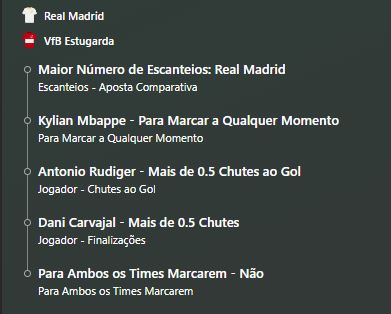 Real Madrid
VfB Estugarda
Maior Número de Escanteios: Real Madrid
Escanteios - Aposta Comparativa
Kylian Mbappe - Para Marcar a Qualquer Momento
Para Marcar a Qualquer Momento
Antonio Rudiger - Mais de 0.5 Chutes ao Gol
Jogador - Chutes ao Gol
Dani Carvajal - Mais de 0.5 Chutes
Jogador - Finalizações
Para Ambos os Times Marcarem - Não
Para Ambos os Times Marcarem